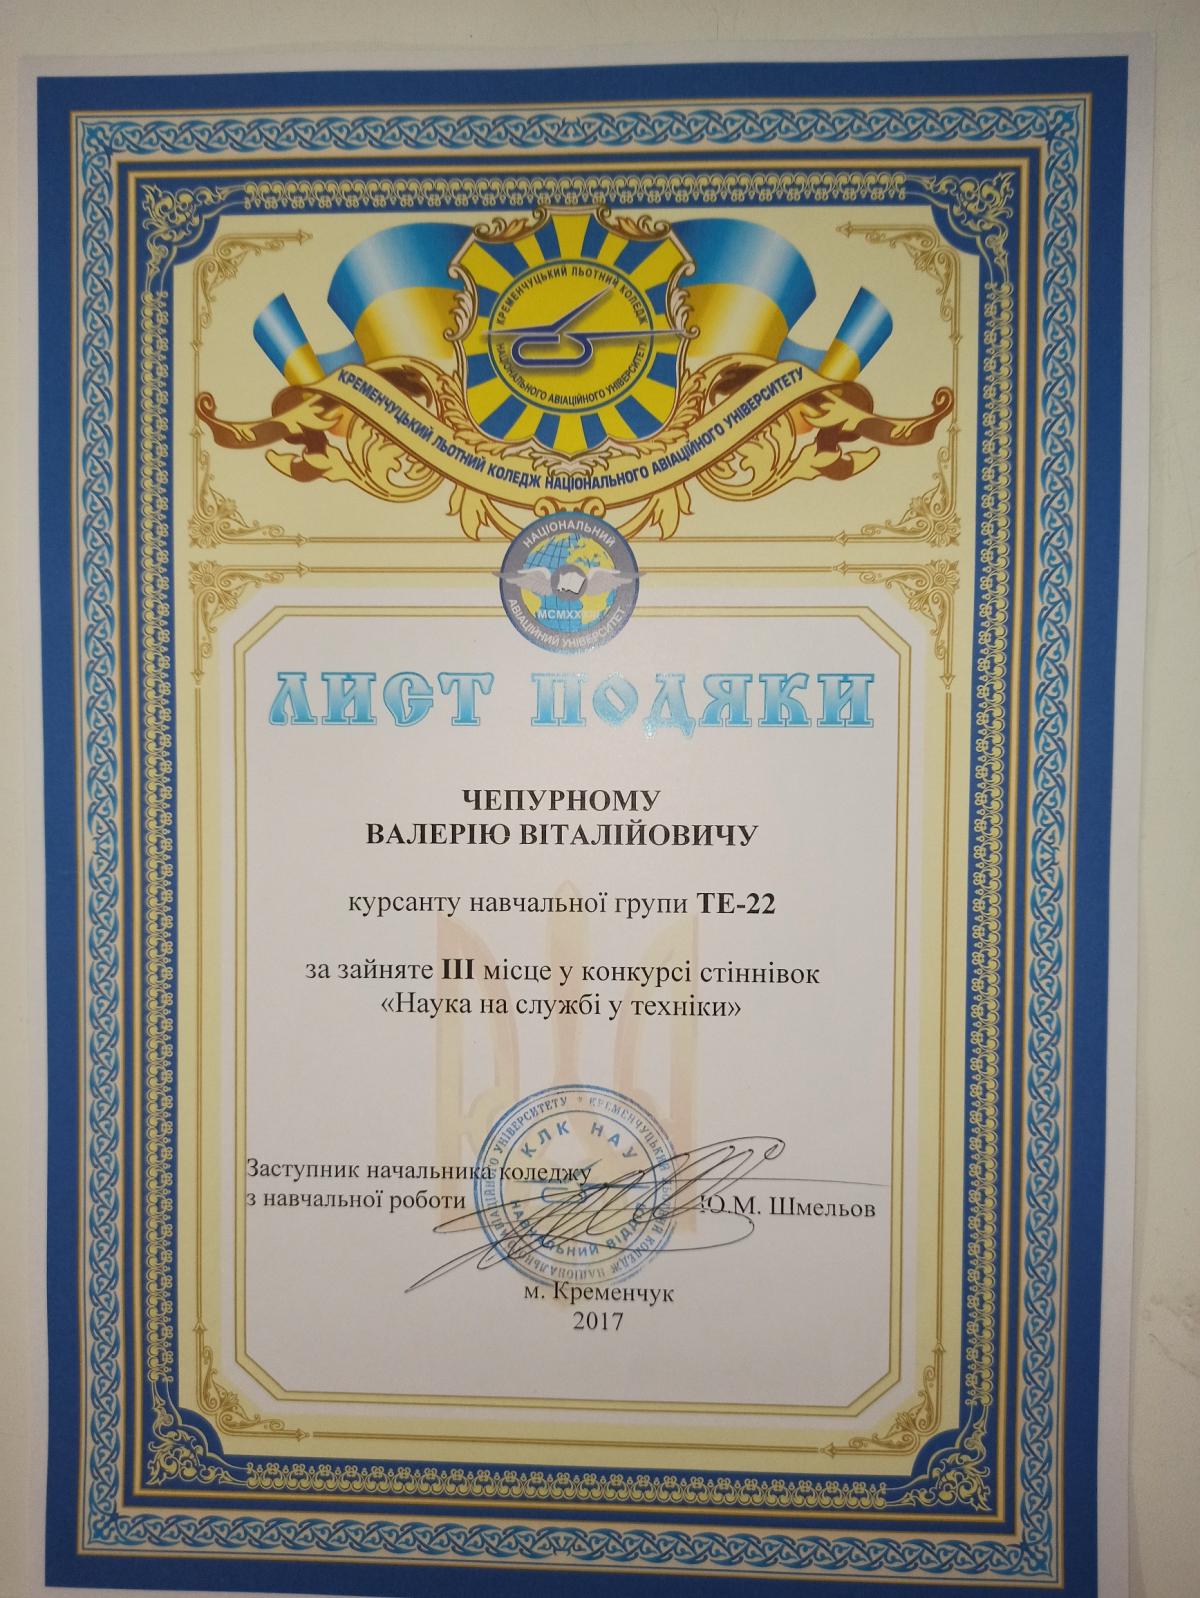 КРЕМЕНЧУЦЬКИЙ ЛЬОТНИЙ КОЛЕДЖ
НАЦІОНАЛЬНОГО АВІАЦІЙНОГО УНІВЕРСИТЕТУ
КРЕМЕНЧУЦЬКИЙ ЛЬОТНИЙ КОЛЕДЖ НАЦІОНАЛЬНОГО АВІАЦІЙНОГО УНІВЕРСИТЕТУ
НАЦІОНАЛЬНИЙ
АВІАЦІЙНИЙ УНІВЕРСИТЕТ
ЛИСТ ПОДЯКИ
ЧЕПУРНОМУ
ВАЛЕРІЮ ВІТАЛІЙОВИЧУ
курсанту навчальної групи ТЕ-22
за зайняте III місце у конкурсі стіннівок
«Наука на службі у техніки»
КЛК НАУ
Заступник начальника коледжу
з навчальної роботи
Ю.М. Шмельов
м. Кременчук
2017